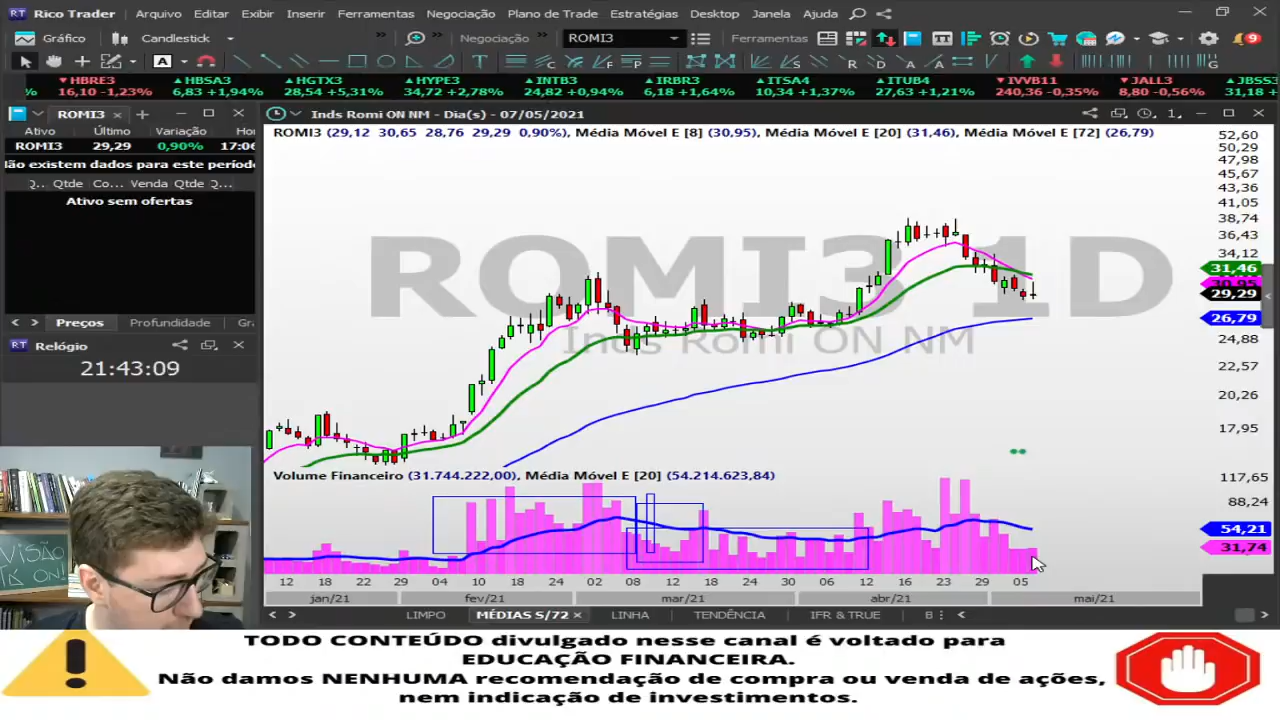 RT Rico Trader Arquivo Editar Exibir Inserir Ferramentas Negociação Plano de Trade Estratégias Desktop Janela Ajuda
Gráfico Candlestick Negociação ROMI3 Ferramentas 9
HBRE3 HBSA3 HGTX3 HYPE3 INTB3 IRBR3 ITSA4 ITUB4 IVVB11 JALL3 JBSS3
16,10 -1,23% 6,83 +1,94% 28,54 +5,31% 34,72 +2,78% 24,82 +0,94% 6,18 +1,64% 10,34 +1,37% 27,63 +1,21% 240,36 -0,35% 8,80 -0,56% 31,18
ROMI3
Inds Romi ON NM - Dia(s) - 07/05/2021
Ativo Último Variação Ho
ROMI3 29,29 0,90% 17:06
ROMI3 (29,12 30,65 28,76 29,29 0,90%), Média Móvel E [8] (30,95), Média Móvel E [20] (31,46), Média Móvel E [72] (26,79)
Não existem dados para este período
Q... Qtde Co... Venda Qtde Q...
Ativo sem ofertas
52,60
50,29
47,98
45,67
43,36
41,05
38,74
36,43
34,12
31,46
30,95
29,29
26,79
24,88
22,57
20,26
17,95
ROMI3 1D
Inds Romi ON NM
Preços Profundidade Gr
RT Relógio
21:43:09
Volume Financeiro (31.744.222,00), Média Móvel E [20] (54.214.623,84)
117,65
88,24
54,21
31,74
12 18 22 29 04 10 18 24 02 08 12 18 24 30 06 12 16 23 29 05
jan/21 fev/21 mar/21 abr/21 mai/21
LIMPO MÉDIAS S/72 LINHA TENDÊNCIA IFR & TRUE B
VISÃO
TÁ ON!
TODO CONTEÚDO divulgado nesse canal é voltado para
EDUCAÇÃO FINANCEIRA.
Não damos NENHUMA recomendação de compra ou venda de ações,
nem indicação de investimentos.